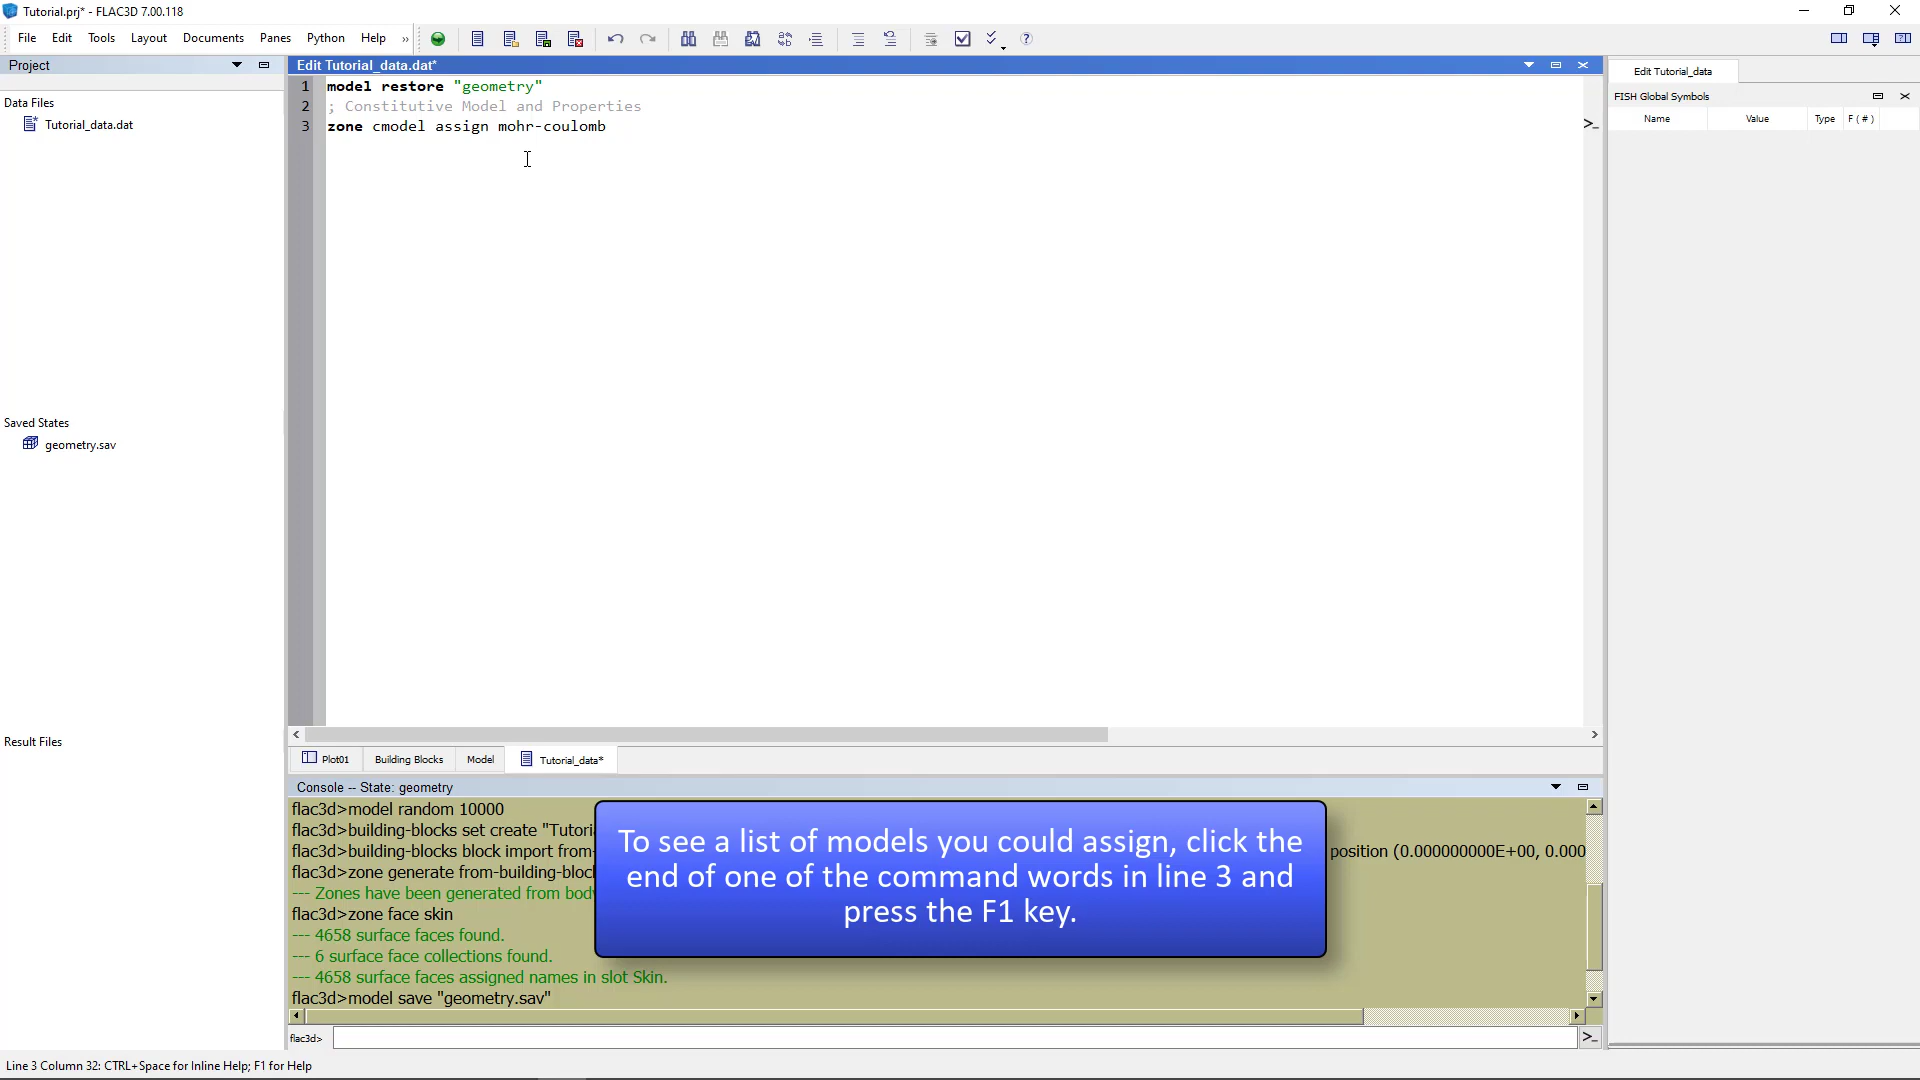 Tutorial.prj* - FLAC3D 7.00.118
File Edit Tools Layout Documents Panes Python Help »
Project
Edit Tutorial_data.dat*
Edit Tutorial_data
FISH Global Symbols
Name Value Type F ( # )
Data Files
Tutorial_data.dat
Saved States
geometry.sav
Result Files
1 model restore "geometry"
2 ; Constitutive Model and Properties
3 zone cmodel assign mohr-coulomb
Plot01 Building Blocks Model Tutorial_data*
Console -- State: geometry
flac3d>model random 10000
flac3d>building-blocks set create "Tutori
flac3d>building-blocks block import from- position (0.000000000E+00, 0.000
flac3d>zone generate from-building-block
--- Zones have been generated from body
flac3d>zone face skin
--- 4658 surface faces found.
--- 6 surface face collections found.
--- 4658 surface faces assigned names in slot Skin.
flac3d>model save "geometry.sav"
To see a list of models you could assign, click the
end of one of the command words in line 3 and
press the F1 key.
flac3d>
Line 3 Column 32: CTRL+Space for Inline Help; F1 for Help